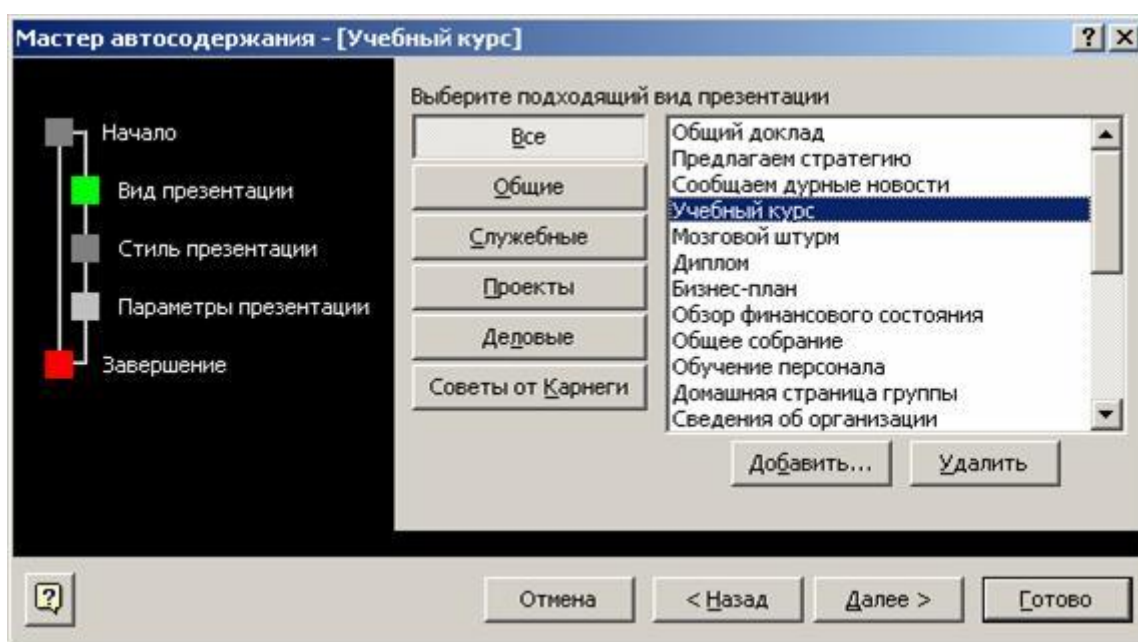 Мастер автосодержания - [Учебный курс]
Начало
Вид презентации
Стиль презентации
Параметры презентации
Завершение
Выберите подходящий вид презентации
Все
Общие
Служебные
Проекты
Деловые
Советы от Карнеги
Общий доклад
Предлагаем стратегию
Сообщаем дурные новости
Учебный курс
Мозговой штурм
Диплом
Бизнес-план
Обзор финансового состояния
Общее собрание
Обучение персонала
Домашняя страница группы
Сведения об организации
Добавить... Удалить
Отмена < Назад Далее > Готово